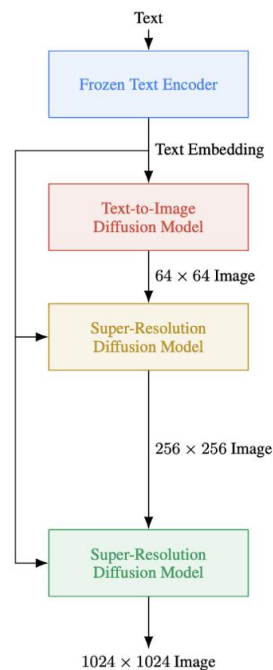 Text
Frozen Text Encoder
Text Embedding
Text-to-Image
Diffusion Model
64 × 64 Image
Super-Resolution
Diffusion Model
256 × 256 Image
Super-Resolution
Diffusion Model
1024 × 1024 Image